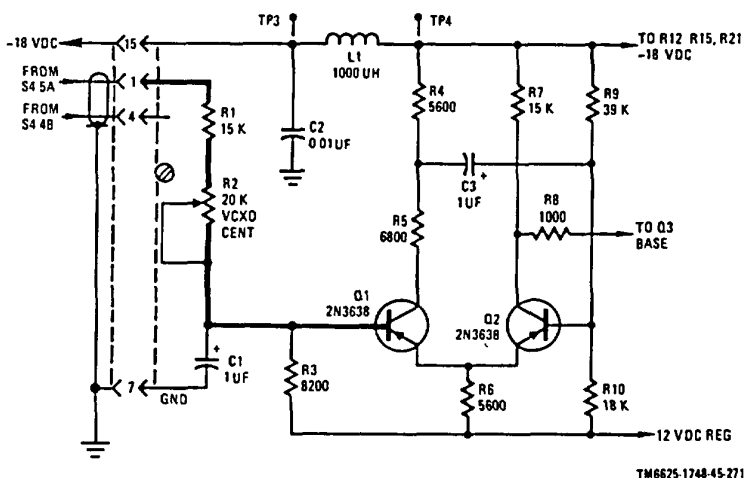 TP3
TP4
-18 VDC
15
L1
1000 UH
TO R12 R15, R21
-18 VDC
FROM
S4 5A
1
FROM
S4 4B
4
R1
15 K
C2
0.01UF
R4
5600
R7
15 K
R9
39 K
C3
1UF
+
R2
20 K
VCXO
CENT
R5
6800
R8
1000
TO Q3
BASE
Q1
2N3638
Q2
2N3638
+
C1
1UF
R3
8200
R6
5600
R10
18 K
7
GND
12 VDC REG
TM6625-1748-45-271